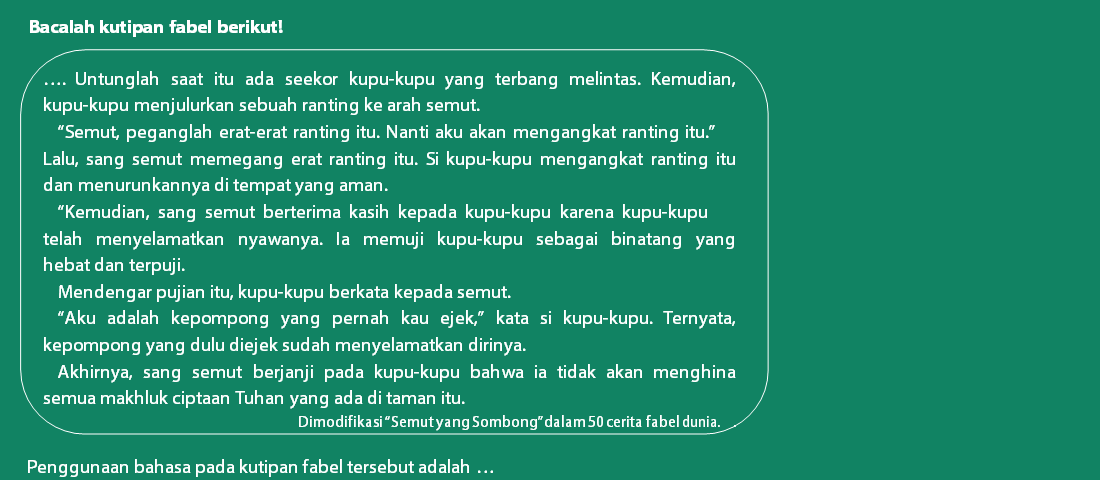 Bacalah kutipan fabel berikut!
.... Untunglah saat itu ada seekor kupu-kupu yang terbang melintas. Kemudian,
kupu-kupu menjulurkan sebuah ranting ke arah semut.
“Semut, peganglah erat-erat ranting itu. Nanti aku akan mengangkat ranting itu.”
Lalu, sang semut memegang erat ranting itu. Si kupu-kupu mengangkat ranting itu
dan menurunkannya di tempat yang aman.
“Kemudian, sang semut berterima kasih kepada kupu-kupu karena kupu-kupu
telah menyelamatkan nyawanya. Ia memuji kupu-kupu sebagai binatang yang
hebat dan terpuji.
Mendengar pujian itu, kupu-kupu berkata kepada semut.
“Aku adalah kepompong yang pernah kau ejek,” kata si kupu-kupu. Ternyata,
kepompong yang dulu diejek sudah menyelamatkan dirinya.
Akhirnya, sang semut berjanji pada kupu-kupu bahwa ia tidak akan menghina
semua makhluk ciptaan Tuhan yang ada di taman itu.
Dimodifikasi “Semut yang Sombong” dalam 50 cerita fabel dunia. .
Penggunaan bahasa pada kutipan fabel tersebut adalah ...